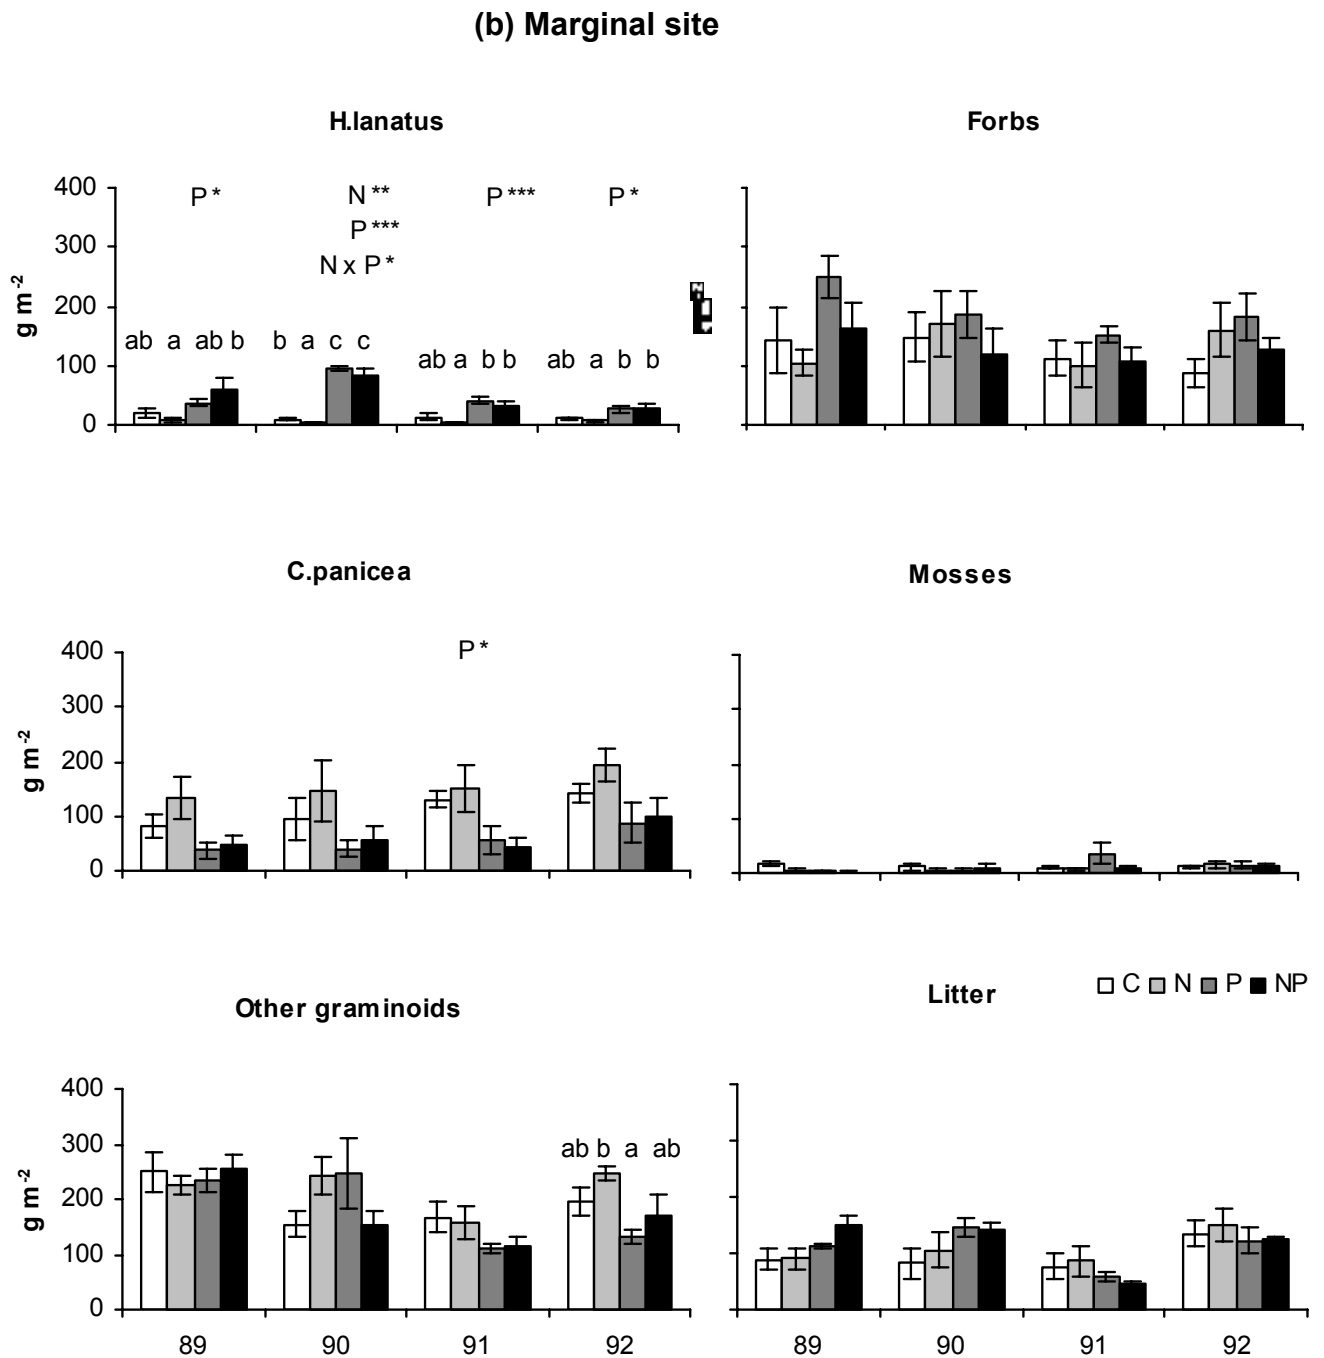 (b) Marginal site
H.lanatus
Forbs
400
300
200
100
0
g m-2
P *
N **
P ***
N x P *
P ***
P *
ab a ab b
b a c c
ab a b b
ab a b b
C.panicea
Mosses
400
300
200
100
0
g m-2
P *
Other graminoids
Litter
C N P NP
400
300
200
100
0
g m-2
ab b a ab
89 90 91 92
89 90 91 92